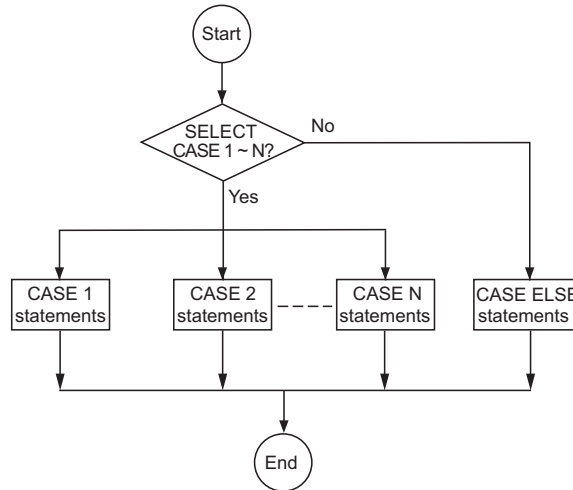 Start
SELECT
CASE 1 ~ N?
No
Yes
CASE 1
statements
CASE 2
statements
CASE N
statements
CASE ELSE
statements
End